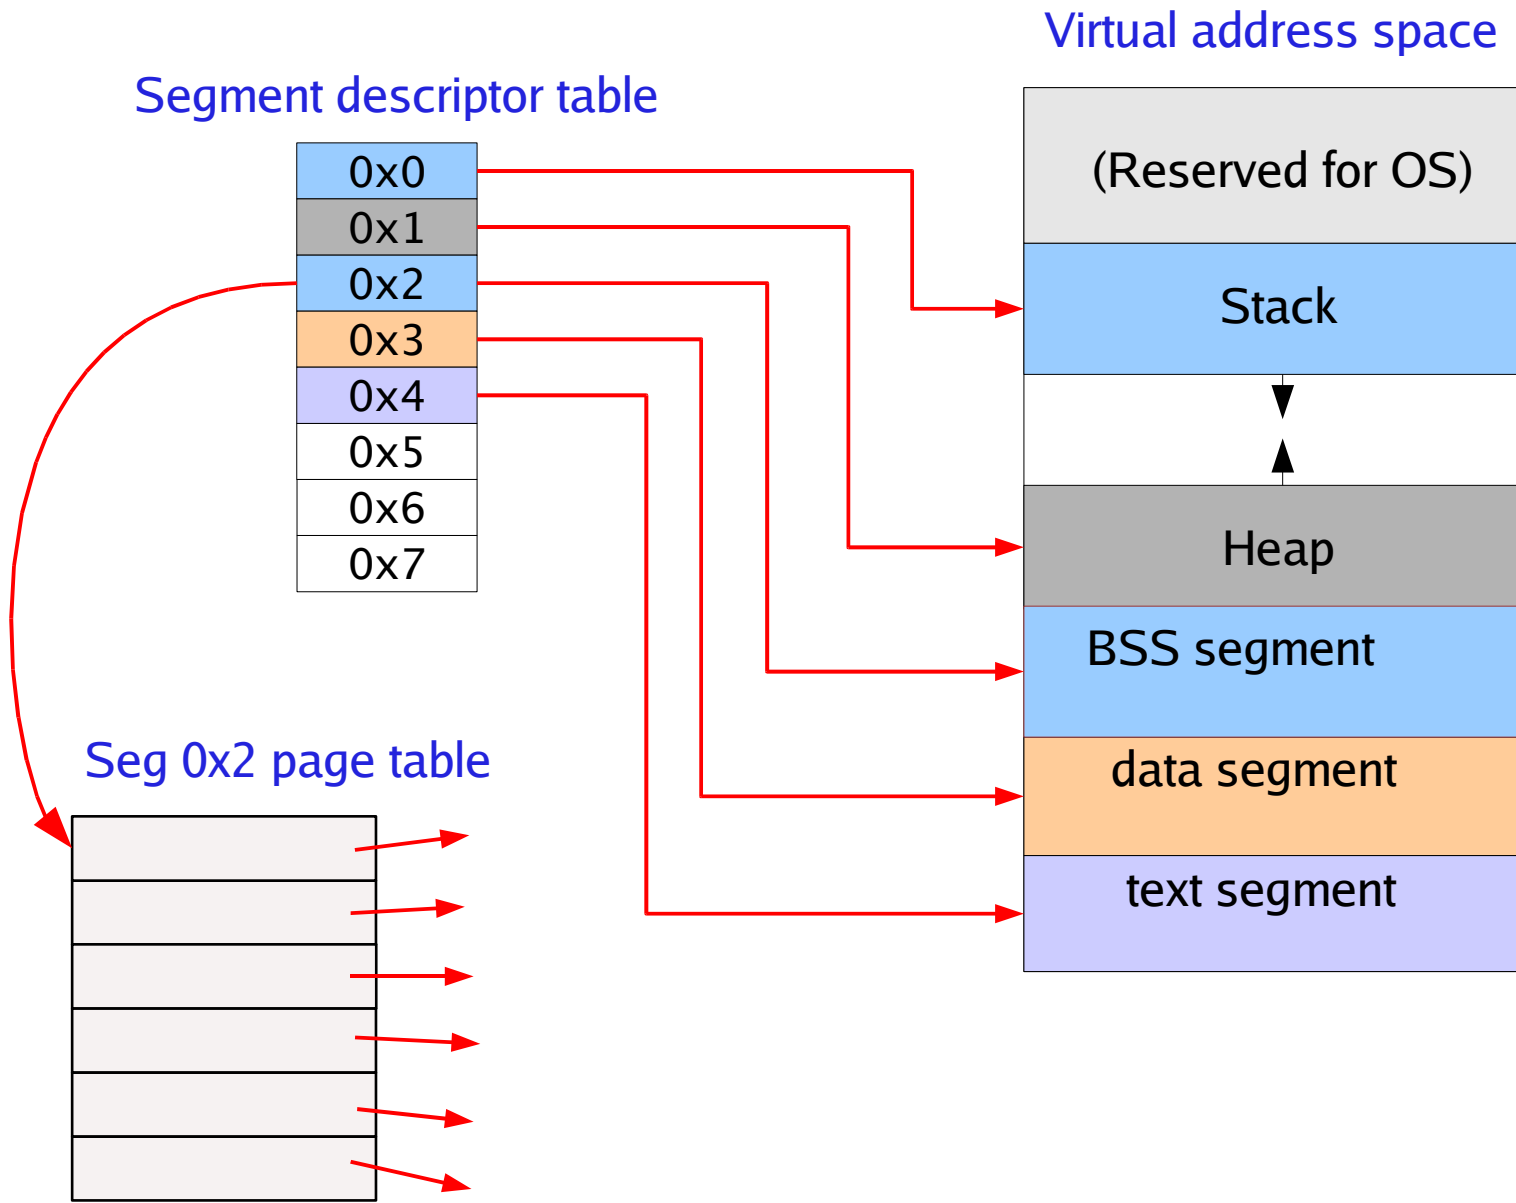 Virtual address space
Segment descriptor table
0x0
0x1
0x2
0x3
0x4
0x5
0x6
0x7
(Reserved for OS)
Stack
Heap
BSS segment
data segment
text segment
Seg 0x2 page table